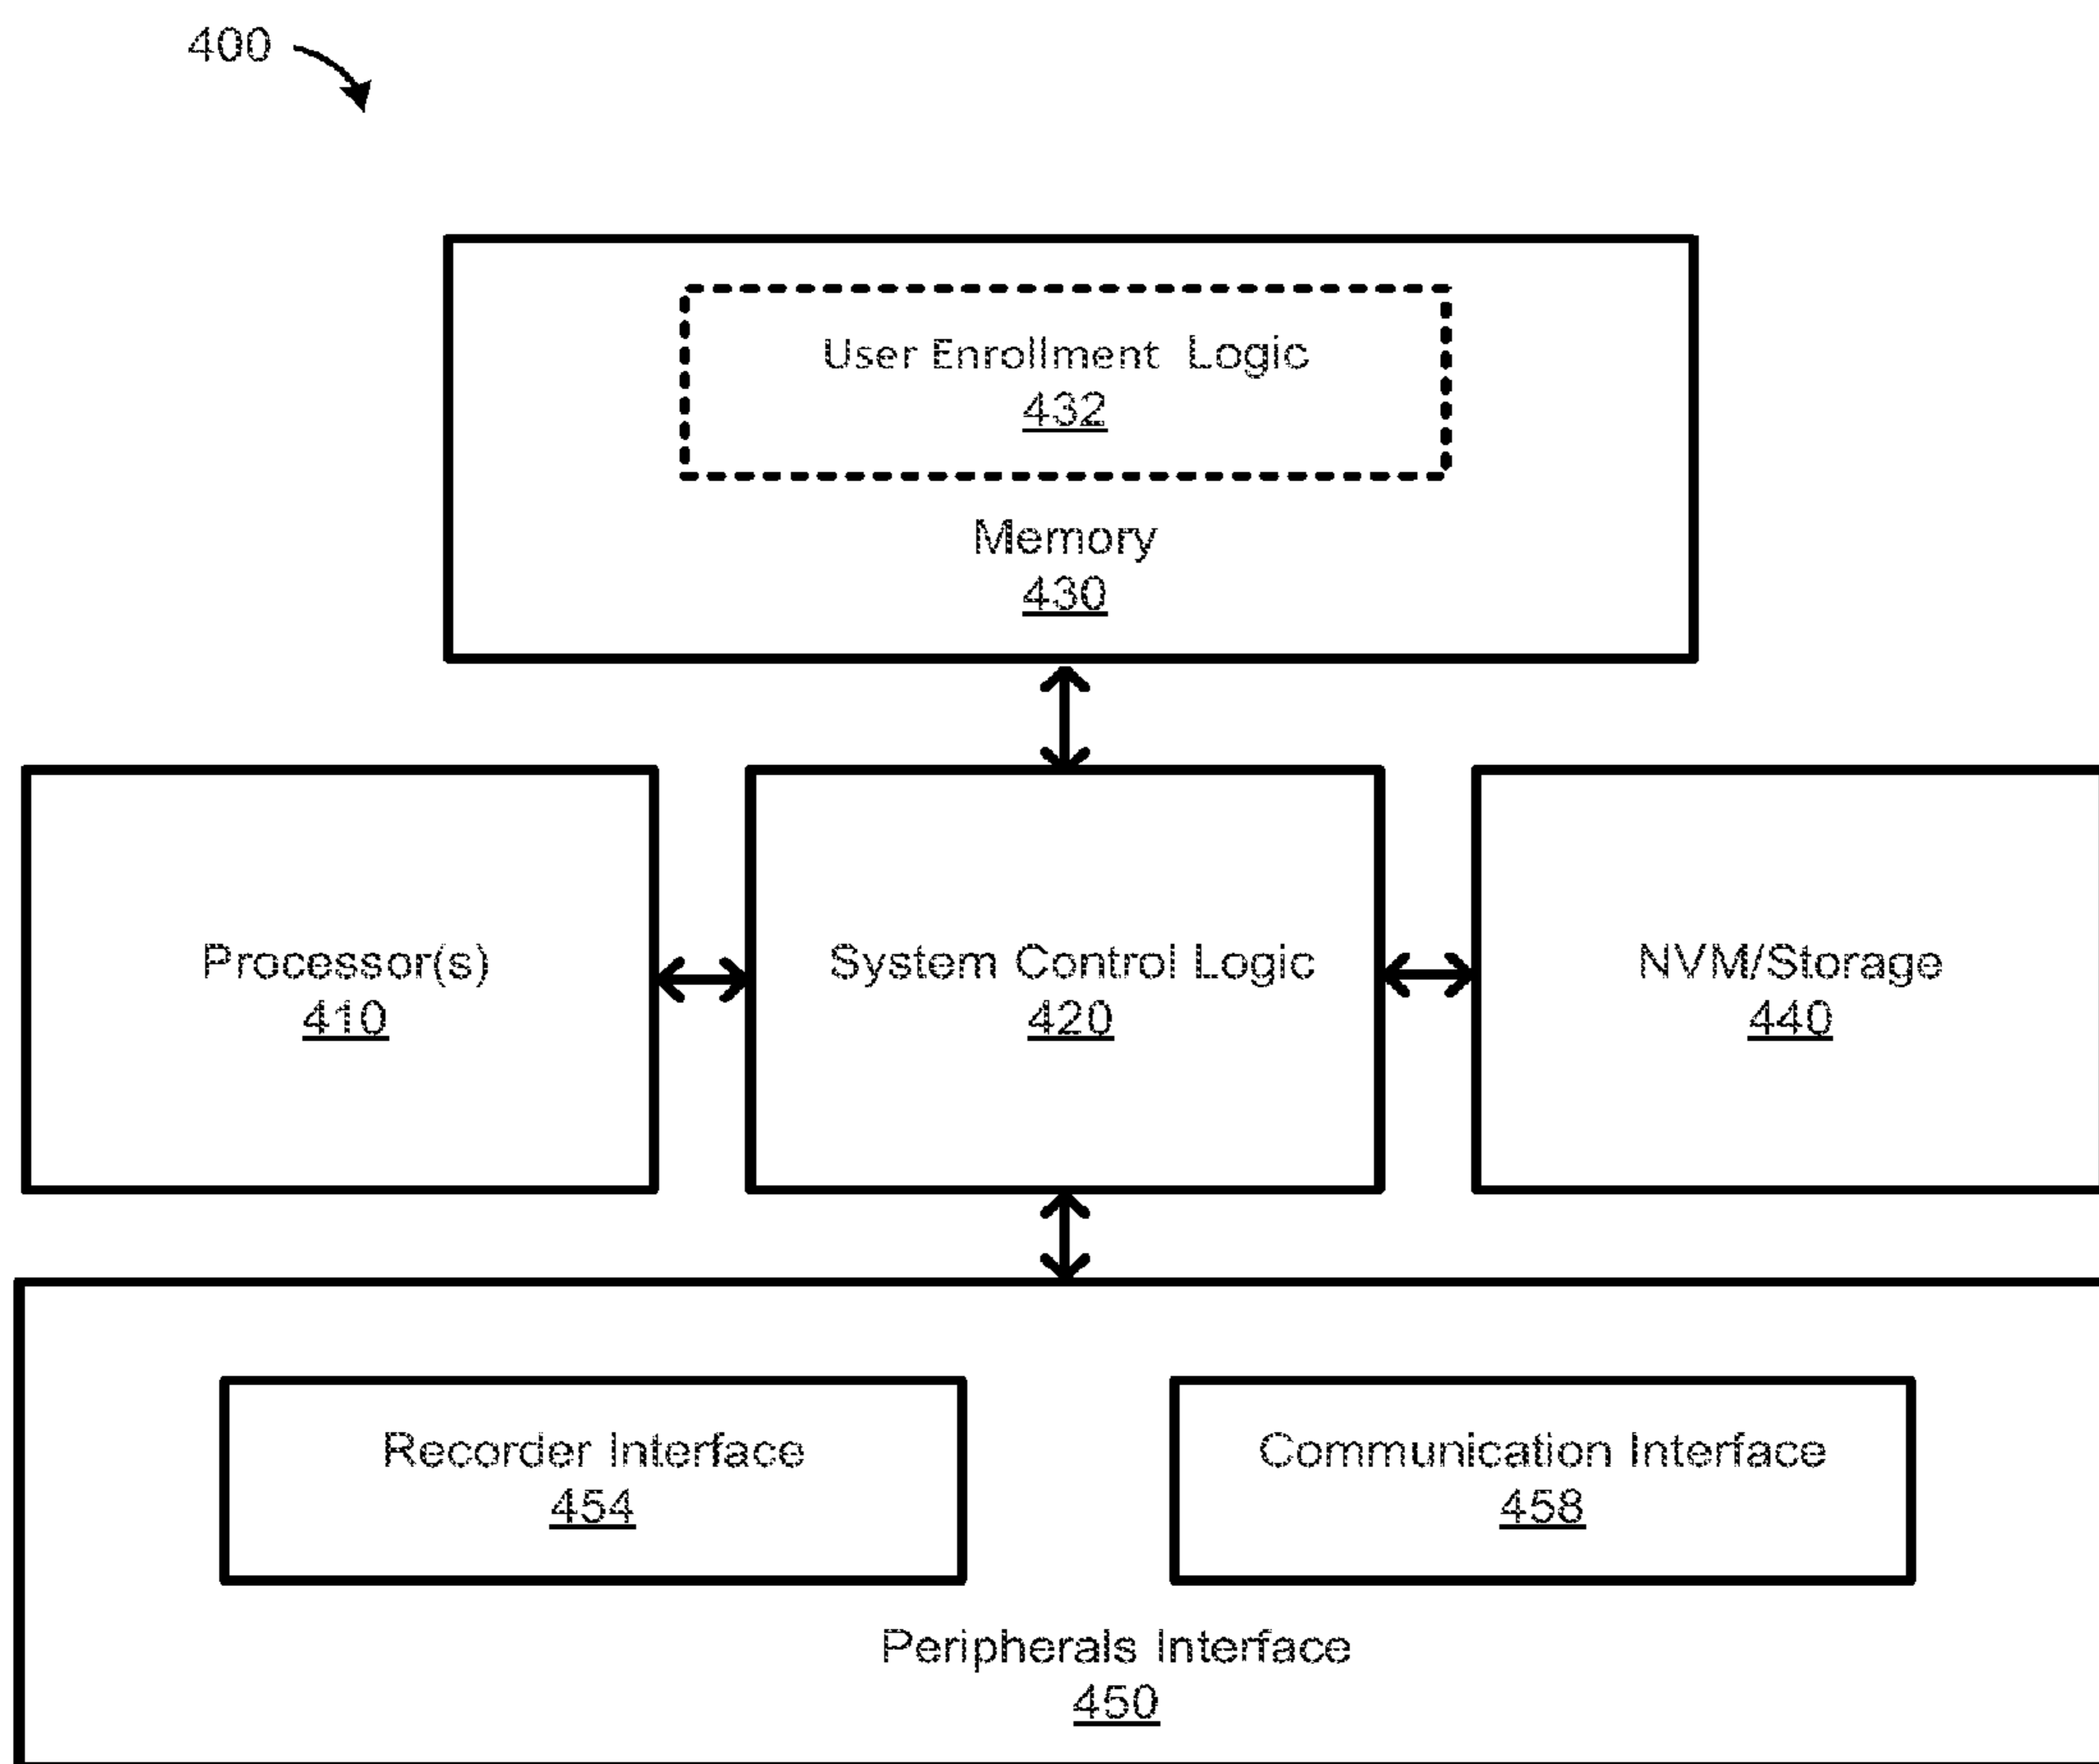 400
User Enrollment Logic
432
Memory
430
Processor(s)
410
System Control Logic
420
NVM/Storage
440
Recorder Interface
454
Communication Interface
458
Peripherals Interface
450